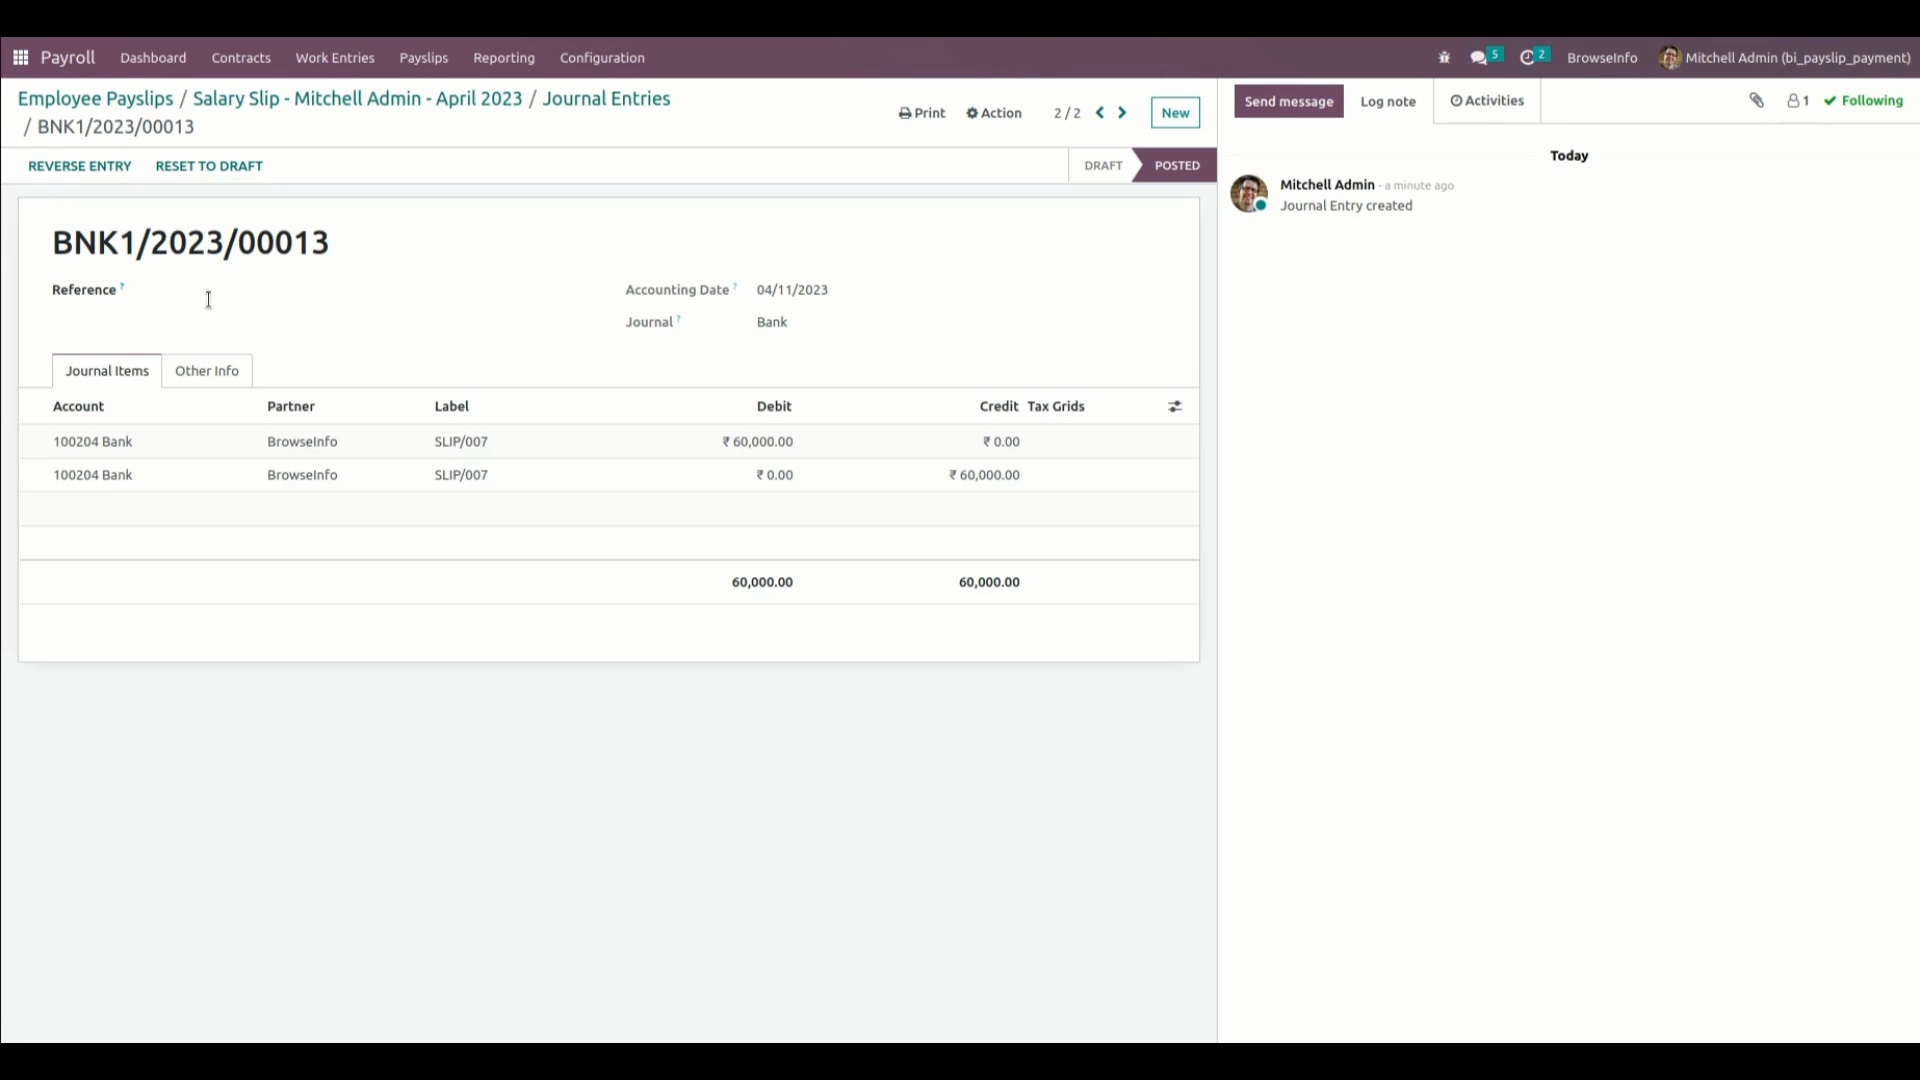 Payroll Dashboard Contracts Work Entries Payslips Reporting Configuration 5 2 BrowseInfo Mitchell Admin (bi_payslip_payment)
Employee Payslips / Salary Slip - Mitchell Admin - April 2023 / Journal Entries
/ BNK1/2023/00013
Print Action 2 / 2 New
Send message Log note Activities 1 Following
REVERSE ENTRY RESET TO DRAFT DRAFT POSTED
Today
Mitchell Admin - a minute ago
Journal Entry created
BNK1/2023/00013
Reference ? Accounting Date ? 04/11/2023
Journal ? Bank
Journal Items Other Info
Account Partner Label Debit Credit Tax Grids
100204 Bank BrowseInfo SLIP/007 ₹ 60,000.00 ₹ 0.00
100204 Bank BrowseInfo SLIP/007 ₹ 0.00 ₹ 60,000.00
60,000.00 60,000.00